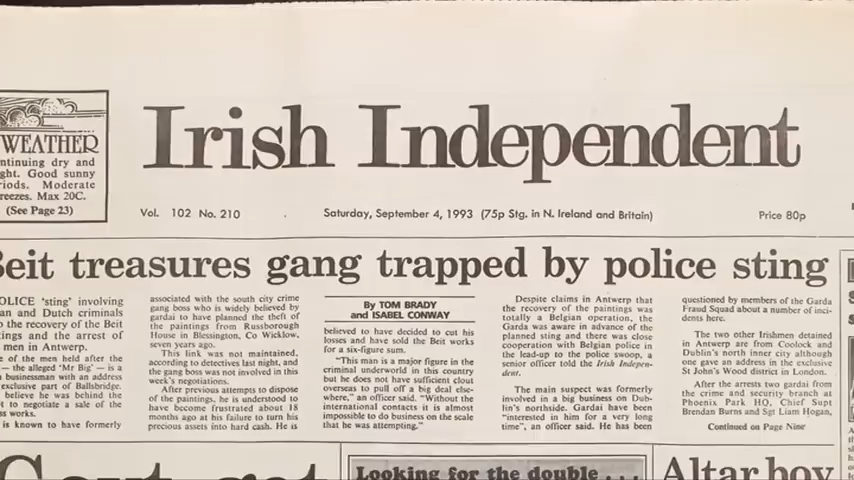 WEATHER
ntinuing dry and
ght. Good sunny
riods. Moderate
reezes. Max 20C.
(See Page 23)
Irish Independent
Vol. 102 No. 210
Saturday, September 4, 1993 (75p Stg. in N. Ireland and Britain)
Price 80p
Beit treasures gang trapped by police sting
OLICE 'sting' involving
an and Dutch criminals
o the recovery of the Beit
tings and the arrest of
men in Antwerp.
e of the men held after the
— the alleged 'Mr Big' — is a
businessman with an address
exclusive part of Ballsbridge.
believe he was behind the
t to negotiate a sale of the
ss works.
is known to have formerly
associated with the south city crime
gang boss who is widely believed by
gardai to have planned the theft of
the paintings from Russborough
House in Blessington, Co Wicklow,
seven years ago.
This link was not maintained,
according to detectives last night, and
the gang boss was not involved in this
week's negotiations.
After previous attempts to dispose
of the paintings, he is understood to
have become frustrated about 18
months ago at his failure to turn his
precious assets into hard cash. He is
By TOM BRADY
and ISABEL CONWAY
believed to have decided to cut his
losses and have sold the Beit works
for a six-figure sum.
"This man is a major figure in the
criminal underworld in this country
but he does not have sufficient clout
overseas to pull off a big deal else-
where," an officer said. "Without the
international contacts it is almost
impossible to do business on the scale
that he was attempting."
Despite claims in Antwerp that
the recovery of the paintings was
totally a Belgian operation, the
Garda was aware in advance of the
planned sting and there was close
cooperation with Belgian police in
the lead-up to the police swoop, a
senior officer told the Irish Indepen-
dent.
The main suspect was formerly
involved in a big business on Dub-
lin's northside. Gardai have been
"interested in him for a very long
time", an officer said. He has been
questioned by members of the Garda
Fraud Squad about a number of inci-
dents here.
The two other Irishmen detained
in Antwerp are from Coolock and
Dublin's north inner city although
one gave an address in the exclusive
St John's Wood district in London.
After the arrests two gardai from
the crime and security branch at
Phoenix Park HQ, Chief Supt
Brendan Burns and Sgt Liam Hogan,
Continued on Page Nine
Looking for the double . . .
Altar boy